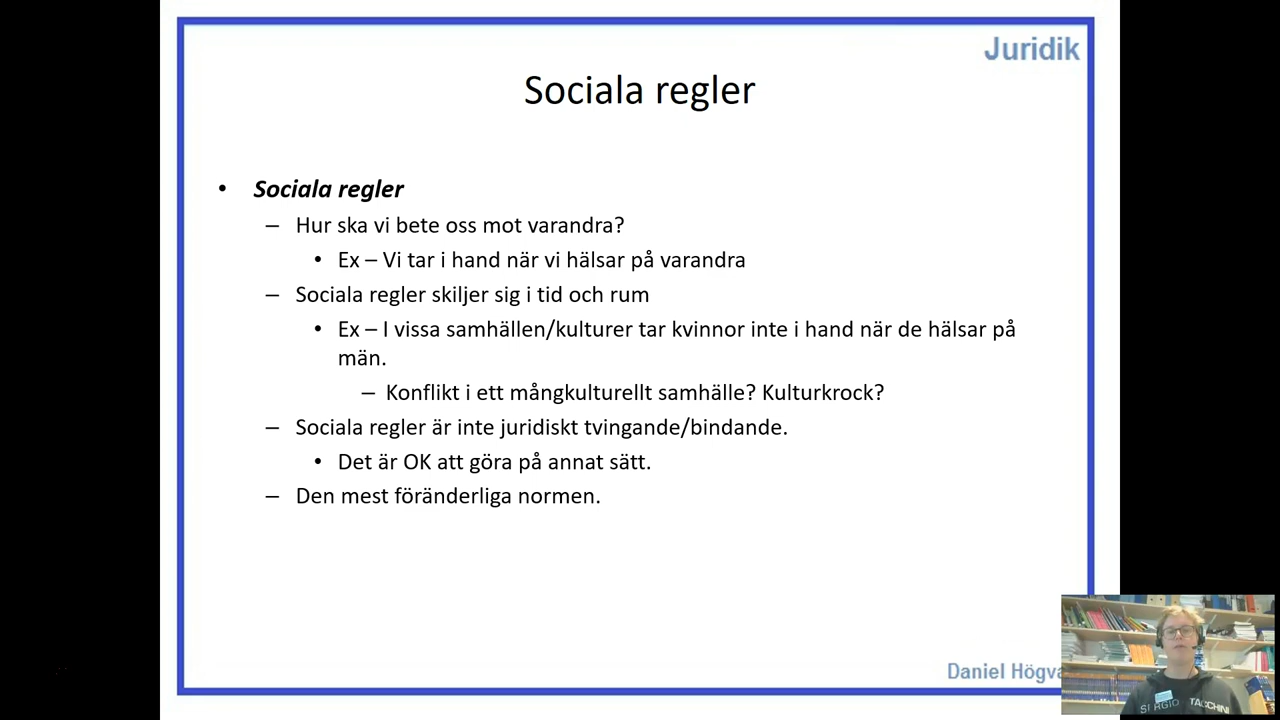 Juridik
Sociala regler
• Sociala regler
– Hur ska vi bete oss mot varandra?
• Ex – Vi tar i hand när vi hälsar på varandra
– Sociala regler skiljer sig i tid och rum
• Ex – I vissa samhällen/kulturer tar kvinnor inte i hand när de hälsar på
män.
– Konflikt i ett mångkulturellt samhälle? Kulturkrock?
– Sociala regler är inte juridiskt tvingande/bindande.
• Det är OK att göra på annat sätt.
– Den mest föränderliga normen.
Daniel
TACCHINI